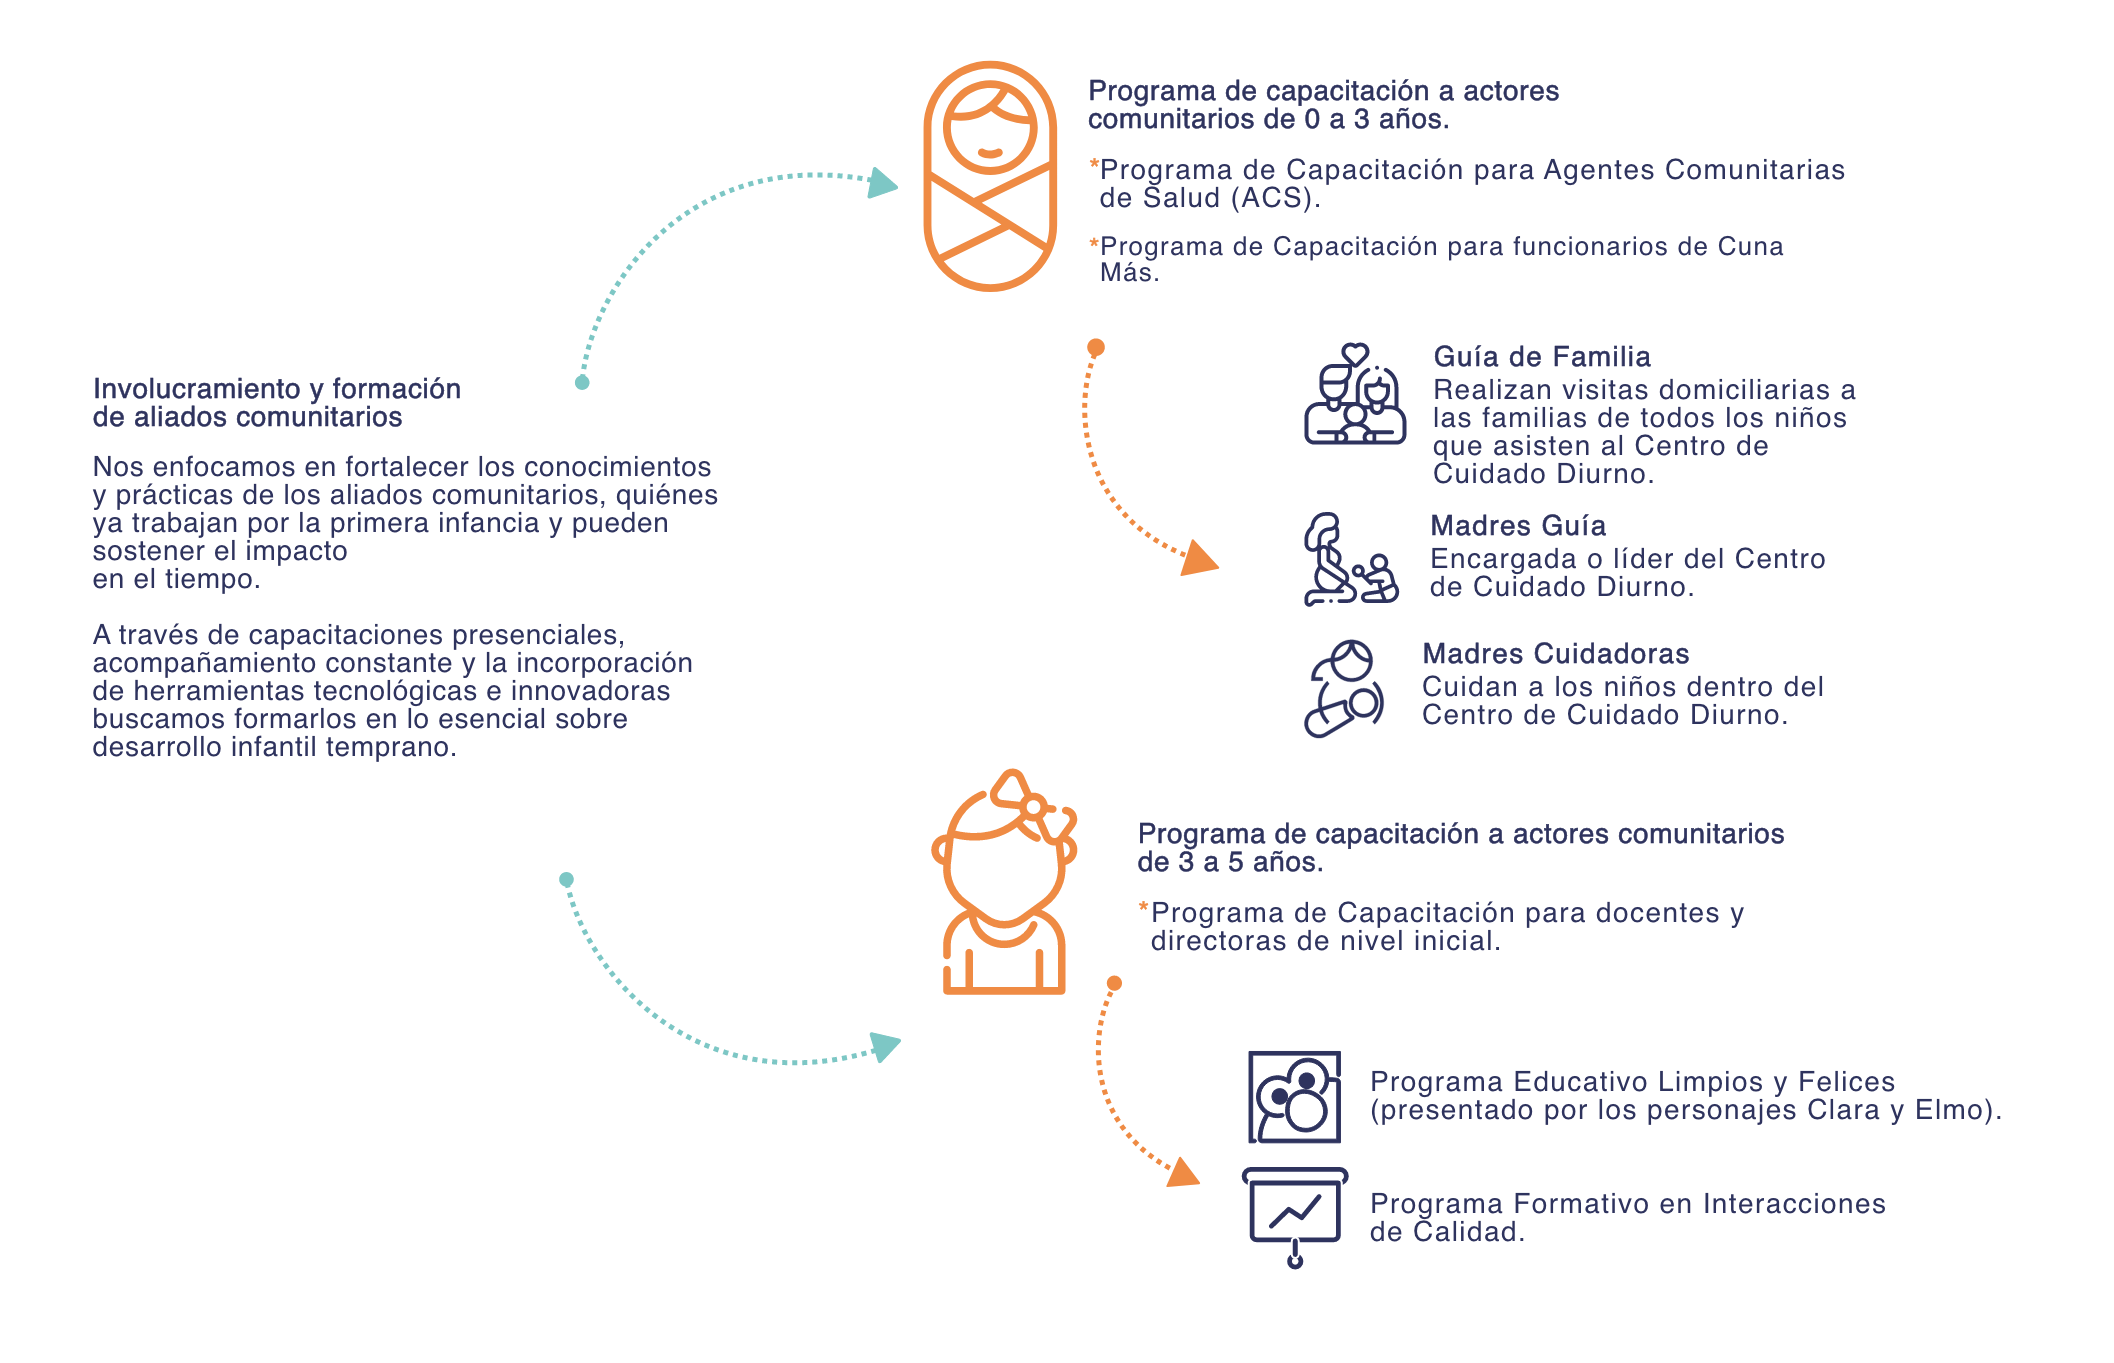 Involucramiento y formación
de aliados comunitarios
Nos enfocamos en fortalecer los conocimientos
y prácticas de los aliados comunitarios, quiénes
ya trabajan por la primera infancia y pueden
sostener el impacto
en el tiempo.
A través de capacitaciones presenciales,
acompañamiento constante y la incorporación
de herramientas tecnológicas e innovadoras
buscamos formarlos en lo esencial sobre
desarrollo infantil temprano.
Programa de capacitación a actores
comunitarios de 0 a 3 años.
*Programa de Capacitación para Agentes Comunitarias
de Salud (ACS).
*Programa de Capacitación para funcionarios de Cuna
Más.
Guía de Familia
Realizan visitas domiciliarias a
las familias de todos los niños
que asisten al Centro de
Cuidado Diurno.
Madres Guía
Encargada o líder del Centro
de Cuidado Diurno.
Madres Cuidadoras
Cuidan a los niños dentro del
Centro de Cuidado Diurno.
Programa de capacitación a actores comunitarios
de 3 a 5 años.
*Programa de Capacitación para docentes y
directoras de nivel inicial.
Programa Educativo Limpios y Felices
(presentado por los personajes Clara y Elmo).
Programa Formativo en Interacciones
de Calidad.